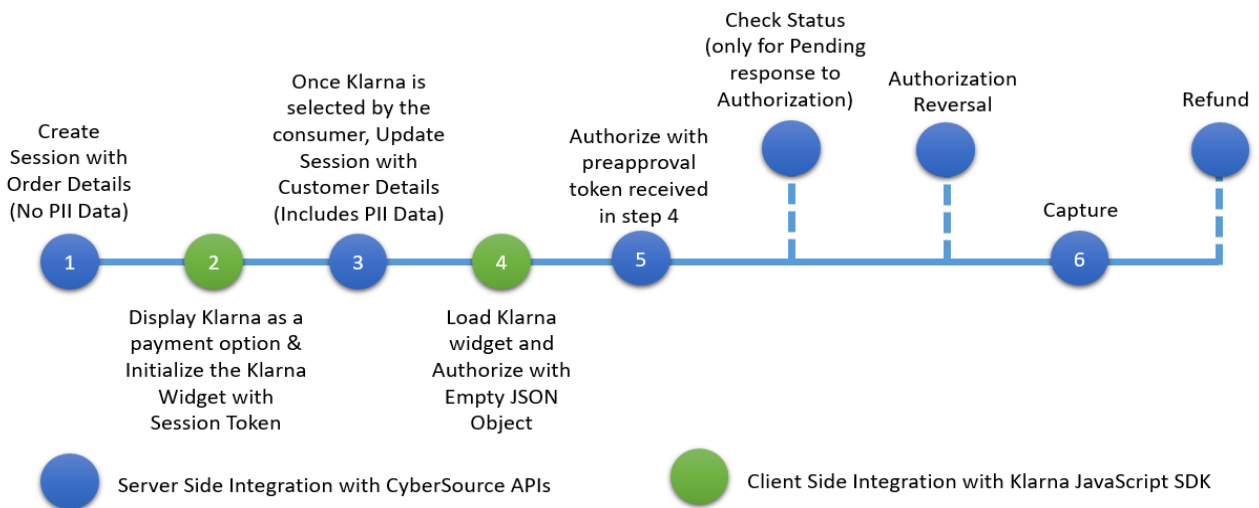 Create
Session with
Order Details
(No PII Data)
1
2
Display Klarna as a
payment option &
Initialize the Klarna
Widget with
Session Token
Once Klarna is
selected by the
consumer, Update
Session with
Customer Details
(Includes PII Data)
3
4
Load Klarna
widget and
Authorize with
Empty JSON
Object
Authorize with
preapproval
token received
in step 4
5
Check Status
(only for Pending
response to
Authorization)
Authorization
Reversal
Capture
6
Refund
Server Side Integration with CyberSource APIs
Client Side Integration with Klarna JavaScript SDK